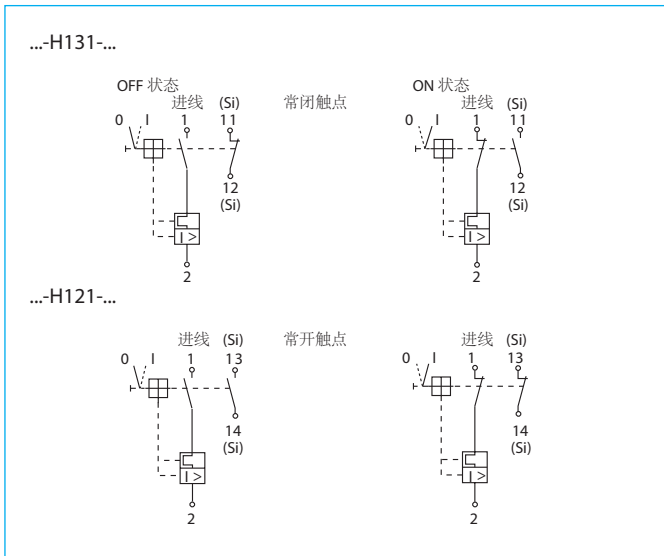 ...-H131-...
OFF 状态
ON 状态
进线 (Si) 常闭触点 进线 (Si)
0 I 1 11 0 I 1 11
12 12
(Si) (Si)
I > I >
2 2
...-H121-...
进线 (Si) 常开触点 进线 (Si)
0 I 1 13 0 I 1 13
14 14
(Si) (Si)
I > I >
2 2